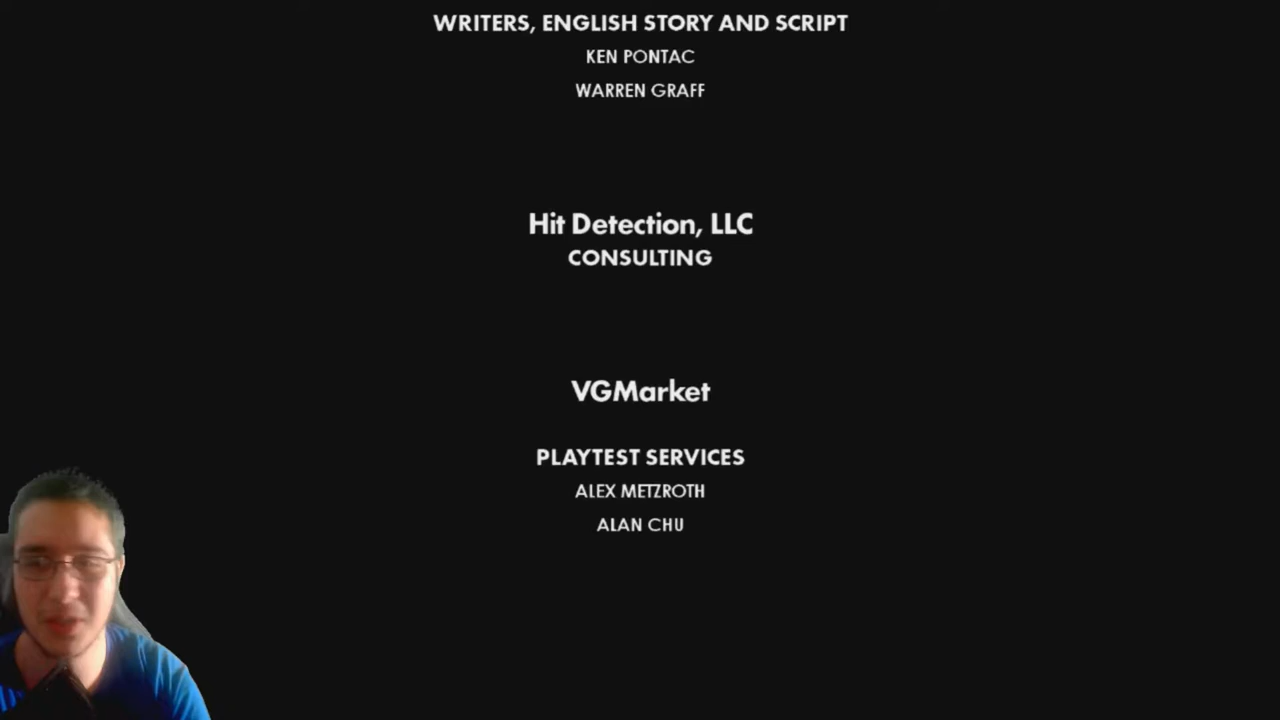 WRITERS, ENGLISH STORY AND SCRIPT
KEN PONTAC
WARREN GRAFF
Hit Detection, LLC
CONSULTING
VGMarket
PLAYTEST SERVICES
ALEX METZROTH
ALAN CHU